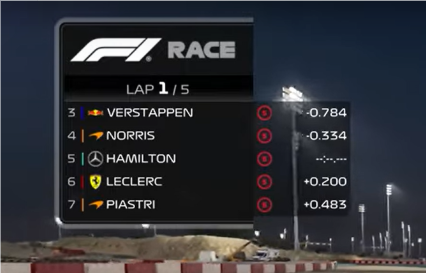 F1 RACE
LAP 1 / 5
3 VERSTAPPEN S -0.784
4 NORRIS S -0.334
5 HAMILTON S --:--.---
6 LECLERC S +0.200
7 PIASTRI S +0.483